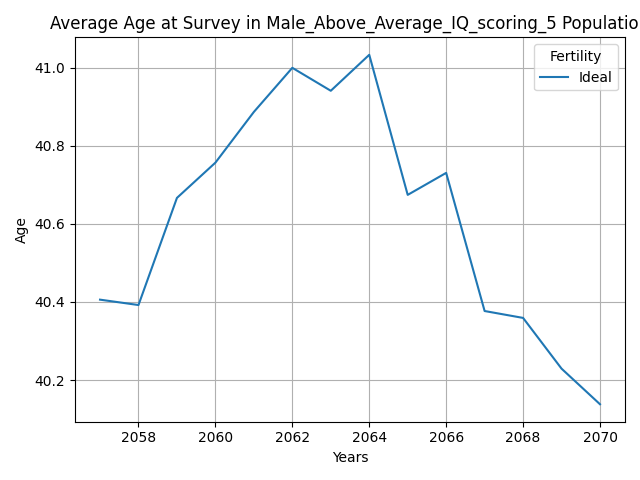 Average Age at Survey in Male_Above_Average_IQ_scoring_5 Populatio
Fertility
Ideal
41.0
40.8
40.6
40.4
40.2
Age
2058 2060 2062 2064 2066 2068 2070
Years